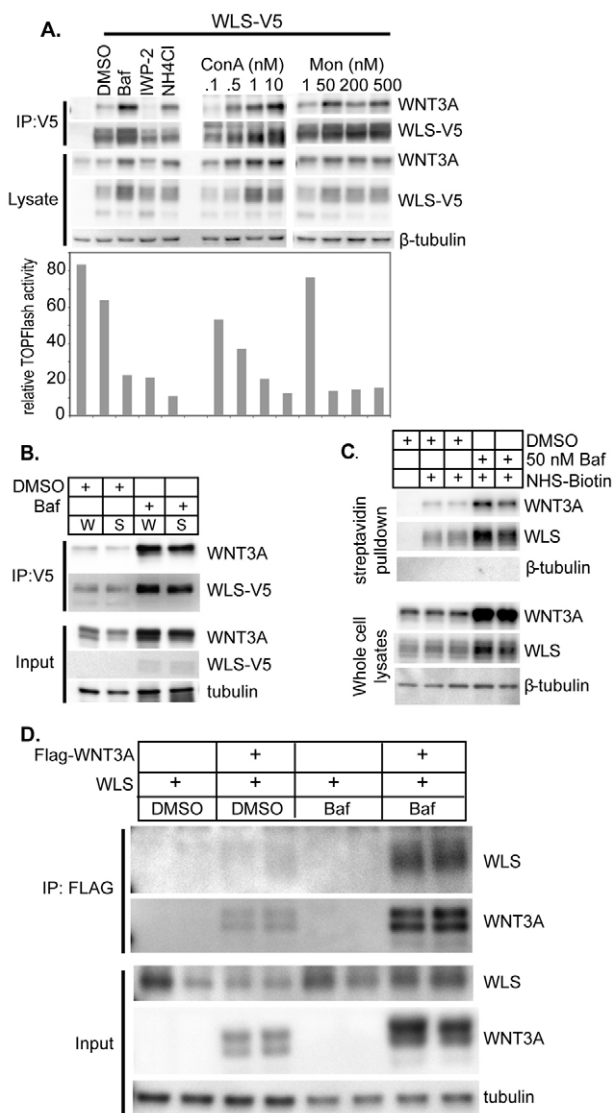 WLS-V5
A.
DMSO Baf IWP-2 NH4Cl ConA (nM) Mon (nM)
.1 .5 1 10 1 50 200 500
IP:V5 WNT3A
WLS-V5
Lysate WNT3A
WLS-V5
β-tubulin
relative TOPFlash activity
80
60
40
20
0
B.
DMSO + +
Baf + +
W S W S
IP:V5 WNT3A
WLS-V5
Input WNT3A
WLS-V5
tubulin
C.
+ + + DMSO
+ + 50 nM Baf
+ + + + NHS-Biotin
streptavidin pulldown WNT3A
WLS
β-tubulin
Whole cell lysates WNT3A
WLS
β-tubulin
D.
Flag-WNT3A + +
WLS + + + +
DMSO DMSO Baf Baf
IP: FLAG WLS
WNT3A
Input WLS
WNT3A
tubulin